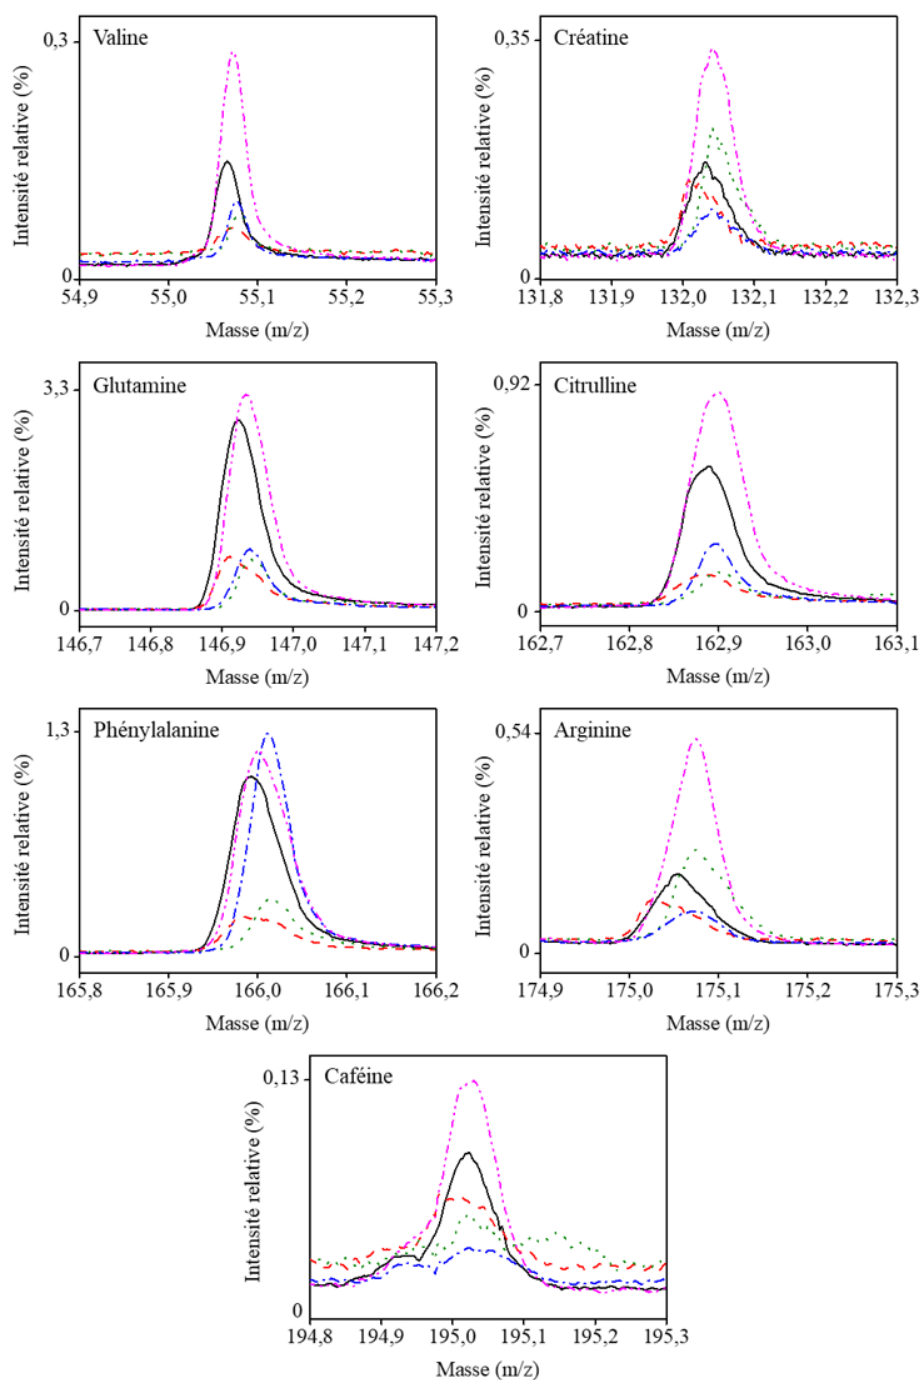 Valine
0,3
0
Intensité relative (%)
54,9 55,0 55,1 55,2 55,3
Masse (m/z)
Créatine
0,35
0
Intensité relative (%)
131,8 131,9 132,0 132,1 132,2 132,3
Masse (m/z)
Glutamine
3,3
0
Intensité relative (%)
146,7 146,8 146,9 147,0 147,1 147,2
Masse (m/z)
Citrulline
0,92
0
Intensité relative (%)
162,7 162,8 162,9 163,0 163,1
Masse (m/z)
Phénylalanine
1,3
0
Intensité relative (%)
165,8 165,9 166,0 166,1 166,2
Masse (m/z)
Arginine
0,54
0
Intensité relative (%)
174,9 175,0 175,1 175,2 175,3
Masse (m/z)
Caféine
0,13
0
Intensité relative (%)
194,8 194,9 195,0 195,1 195,2 195,3
Masse (m/z)